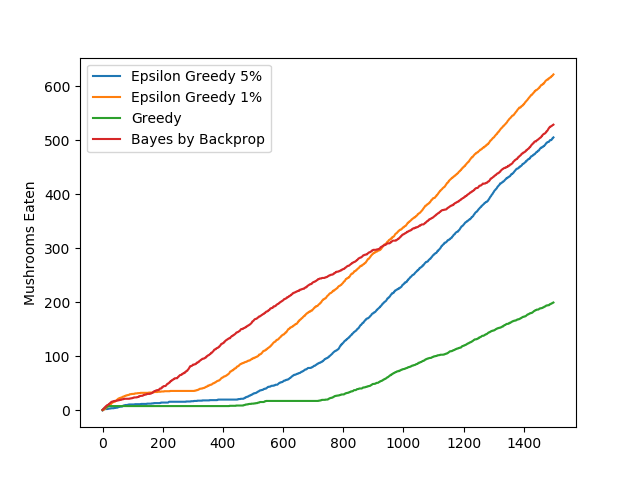 Epsilon Greedy 5%
Epsilon Greedy 1%
Greedy
Bayes by Backprop
Mushrooms Eaten
600
500
400
300
200
100
0
0 200 400 600 800 1000 1200 1400